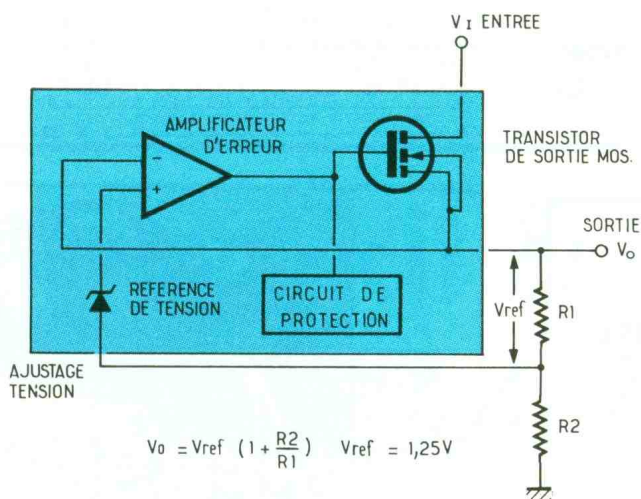 VI ENTREE
AMPLIFICATEUR
D'ERREUR
TRANSISTOR
DE SORTIE MOS.
-
+
SORTIE
Vo
REFERENCE
DE TENSION
CIRCUIT DE
PROTECTION
Vref
R1
AJUSTAGE
TENSION
R2
Vo = Vref (1 + R2/R1) Vref = 1,25V